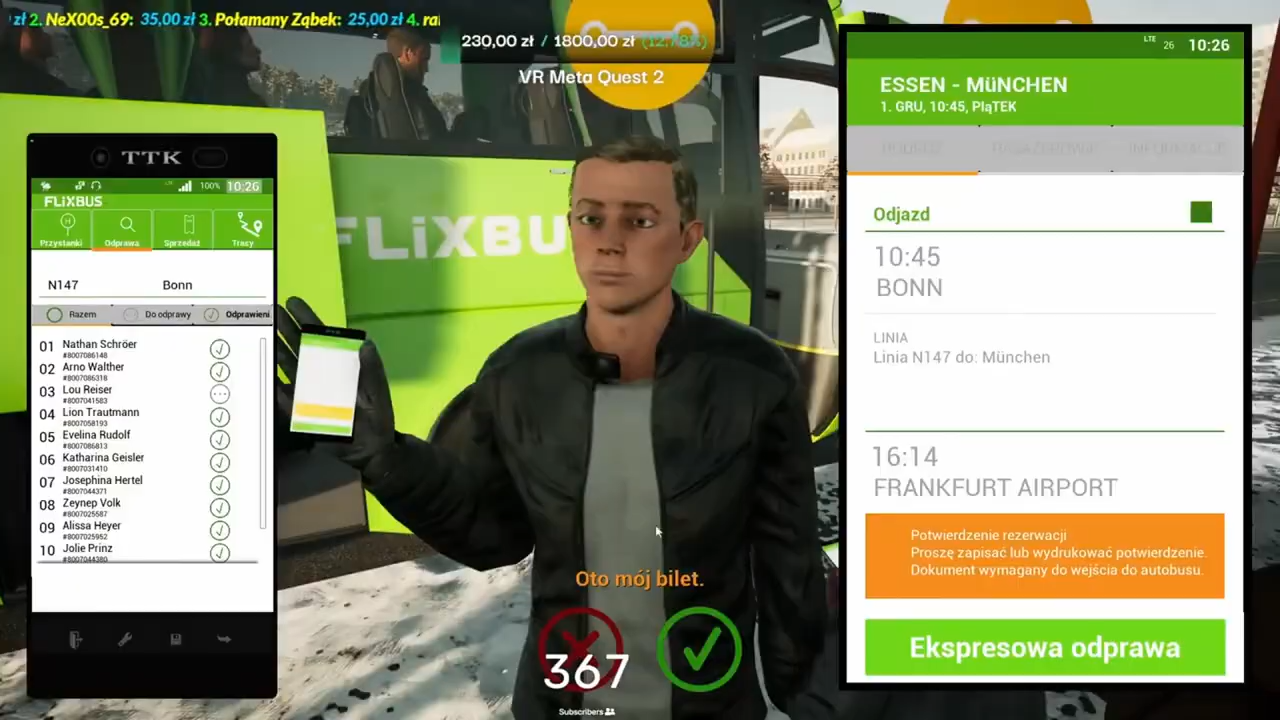 zł 2. NeX00s_69: 35,00 zł 3. Połamany Ząbek: 25,00 zł 4.
230,00 zł / 1800,00 zł (12.78%)
VR Meta Quest 2
TTK
LTE 100% 10:26
FLiXBUS
Przystanki Odprawa Sprzedaż Trasy
N147 Bonn
Razem Do odprawy Odprawieni
01 Nathan Schröer
#8007086148
02 Arno Walther
#8007086318
03 Lou Reiser
#8007041583
04 Lion Trautmann
#8007058193
05 Evelina Rudolf
#8007086813
06 Katharina Geisler
#8007031410
07 Josephina Hertel
#8007044371
08 Zeynep Volk
#8007025587
09 Alissa Heyer
#8007025952
10 Jolie Prinz
#8007044380
FLiXBU
Oto mój bilet.
367
Subscribers
LTE 26 10:26
ESSEN - MüNCHEN
1. GRU, 10:45, PIąTEK
Odjazd
10:45
BONN
LINIA
Linia N147 do: München
16:14
FRANKFURT AIRPORT
Potwierdzenie rezerwacji
Proszę zapisać lub wydrukować potwierdzenie.
Dokument wymagany do wejścia do autobusu.
Ekspresowa odprawa